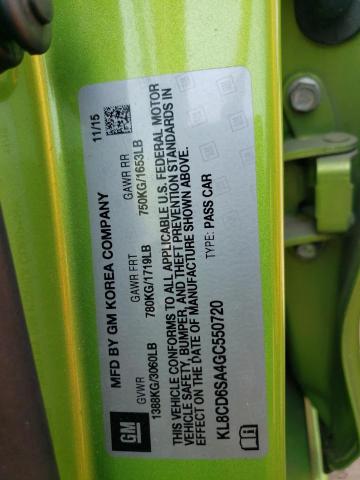 MFD BY GM KOREA COMPANY 11/15
GVWR GAWR FRT GAWR RR
1388KG/3060LB 780KG/1719LB 750KG/1653LB
THIS VEHICLE CONFORMS TO ALL APPLICABLE U.S. FEDERAL MOTOR
VEHICLE SAFETY, BUMPER, AND THEFT PREVENTION STANDARDS IN
EFFECT ON THE DATE OF MANUFACTURE SHOWN ABOVE.
KL8CD6SA4GC550720 TYPE: PASS CAR
GM